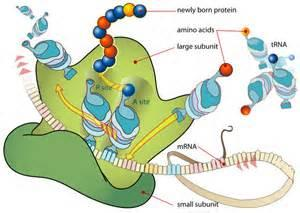 newly born protein
amino acids
large subunit
tRNA
P site
A site
mRNA
small subunit